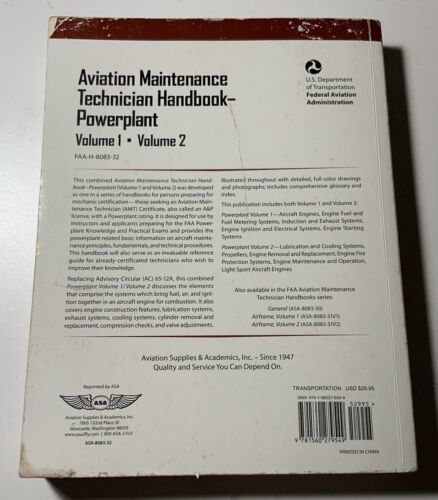 Aviation Maintenance
Technician Handbook–
Powerplant
Volume 1 • Volume 2
FAA-H-8083-32
U.S. Department
of Transportation
Federal Aviation
Administration
This combined Aviation Maintenance Technician Hand-
book–Powerplant (Volume 1 and Volume 2) was developed
as one in a series of handbooks for persons preparing for
mechanic certification—those seeking an Aviation Main-
tenance Technician (AMT) Certificate, also called an A&P
license, with a Powerplant rating. It is designed for use by
instructors and applicants preparing for the FAA Power-
plant Knowledge and Practical Exams and provides the
powerplant-related basic information on aircraft mainte-
nance principles, fundamentals, and technical procedures.
This handbook will also serve as an invaluable reference
guide for already-certificated technicians who wish to
improve their knowledge.
Replacing Advisory Circular (AC) 65-12A, this combined
Powerplant Volume 1/ Volume 2 discusses the elements
that comprise the systems which bring fuel, air, and igni-
tion together in an aircraft engine for combustion. It also
covers engine construction features, lubrication systems,
exhaust systems, cooling systems, cylinder removal and
replacement, compression checks, and valve adjustments.
Illustrated throughout with detailed, full-color drawings
and photographs; includes comprehensive glossary and
index.
This publication includes both Volume 1 and Volume 2:
Powerplant Volume 1—Aircraft Engines, Engine Fuel and
Fuel Metering Systems, Induction and Exhaust Systems,
Engine Ignition and Electrical Systems, Engine Starting
Systems
Powerplant Volume 2—Lubrication and Cooling Systems,
Propellers, Engine Removal and Replacement, Engine Fire
Protection Systems, Engine Maintenance and Operation,
Light-Sport Aircraft Engines
Also available in the FAA Aviation Maintenance
Technician Handbooks series:
General (ASA-8083-30)
Airframe, Volume 1 (ASA-8083-31V1)
Airframe, Volume 2 (ASA-8083-31V2)
Aviation Supplies & Academics, Inc. – Since 1947
Quality and Service You Can Depend On.
Reprinted by ASA
ASA
Aviation Supplies & Academics, Inc.
7005 132nd Place SE
Newcastle, Washington 98059
www.asa2fly.com | 800-ASA-2-FLY
ASA-8083-32
TRANSPORTATION USD $29.95
ISBN 978-1-56027-954-9
52995>
9 781560 279549
PRINTED IN CHINA